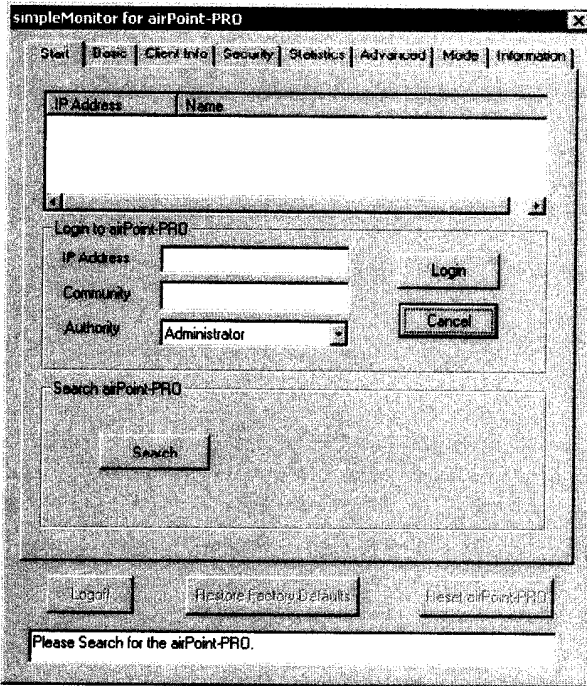 simpleMonitor for airPoint-PRO
Start Basic Client Info Security Statistics Advanced Mode Information
IP Address Name
Login to airPoint-PRO
IP Address
Login
Community
Cancel
Authority Administrator
Search airPoint-PRO
Search
Logoff Restore Factory Defaults Reset airPoint-PRO
Please Search for the airPoint-PRO.